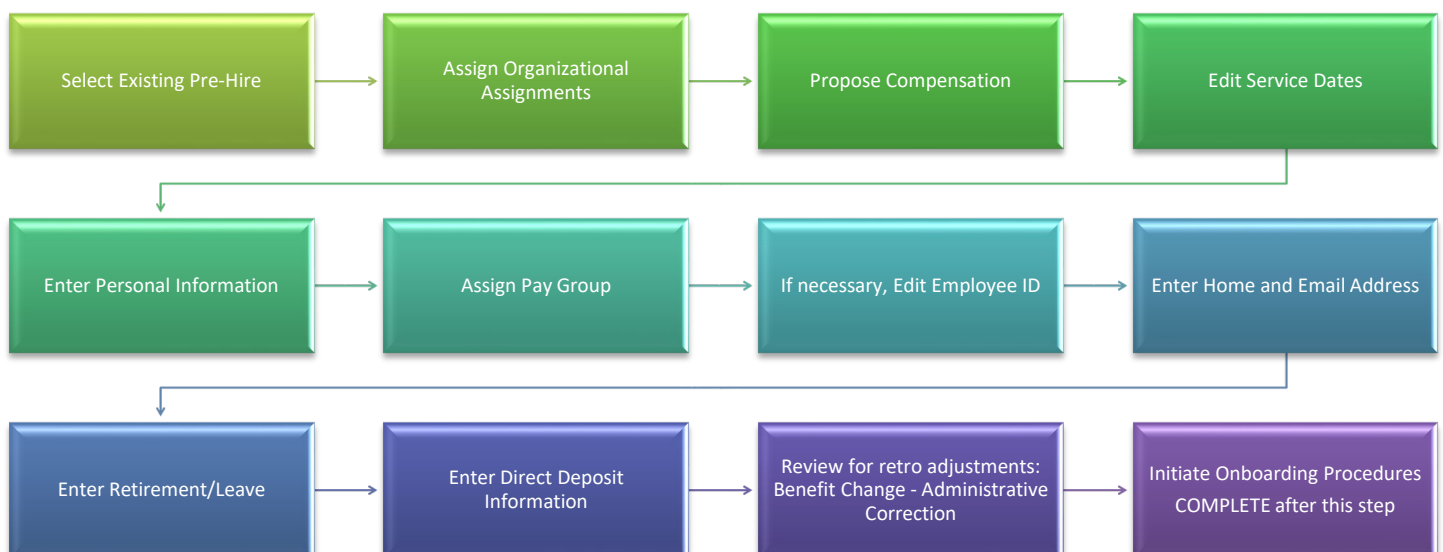 Select Existing Pre-Hire
Assign Organizational
Assignments
Propose Compensation
Edit Service Dates
Enter Personal Information
Assign Pay Group
If necessary, Edit Employee ID
Enter Home and Email Address
Enter Retirement/Leave
Enter Direct Deposit
Information
Review for retro adjustments:
Benefit Change - Administrative
Correction
Initiate Onboarding Procedures
COMPLETE after this step